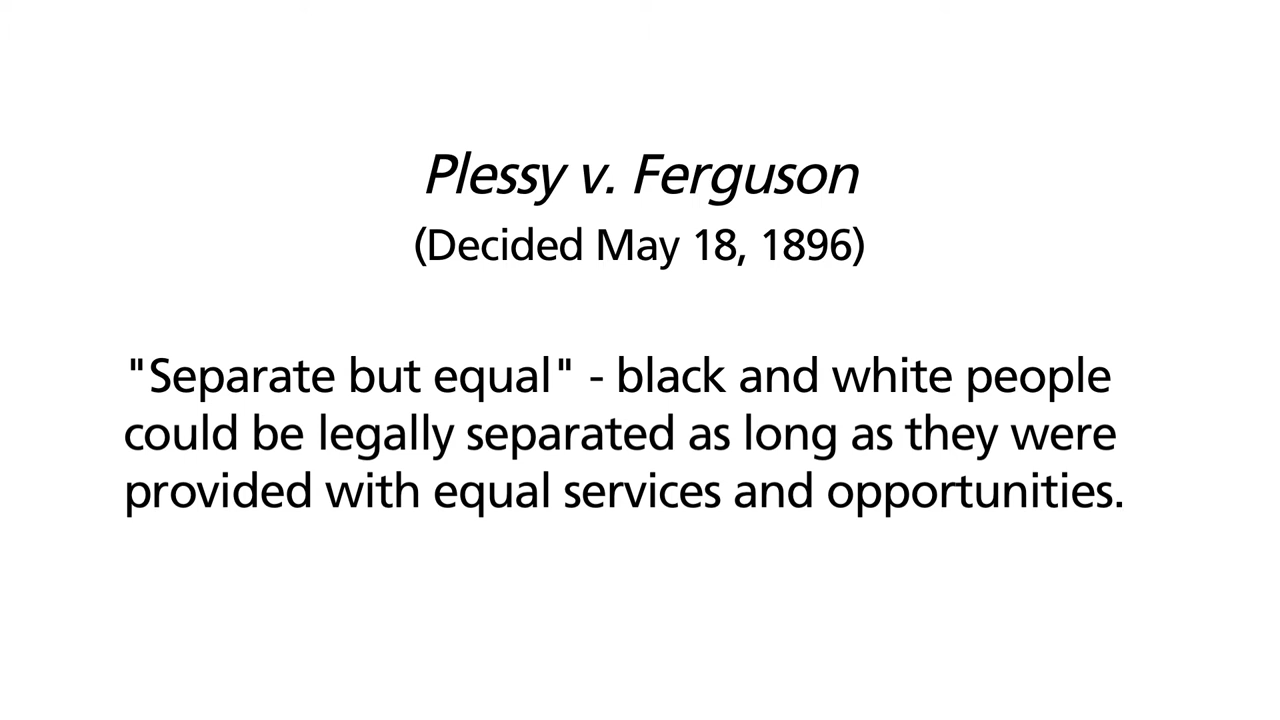 Plessy v. Ferguson
(Decided May 18, 1896)
"Separate but equal" - black and white people
could be legally separated as long as they were
provided with equal services and opportunities.